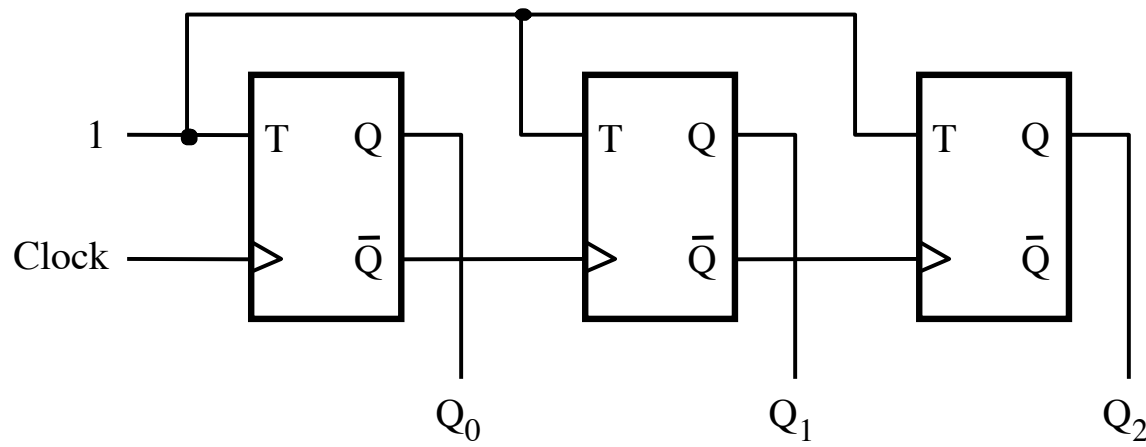 1 T Q T Q T Q
Clock Q̅ Q̅ Q̅
Q₀ Q₁ Q₂